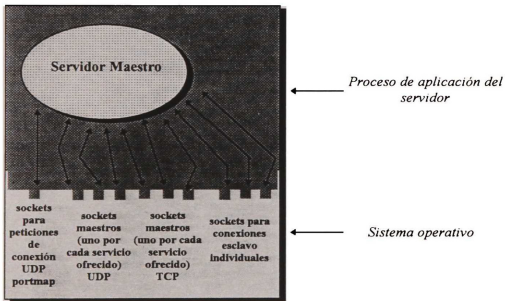 Servidor Maestro
Proceso de aplicación del
servidor
sockets
para
peticiones
de
conexión
UDP
portmap
sockets
maestros
(uno por
cada servicio
ofrecido)
UDP
sockets
maestros
(uno por cada
servicio
ofrecido)
TCP
sockets para
conexiones
esclavo
individuales
Sistema operativo